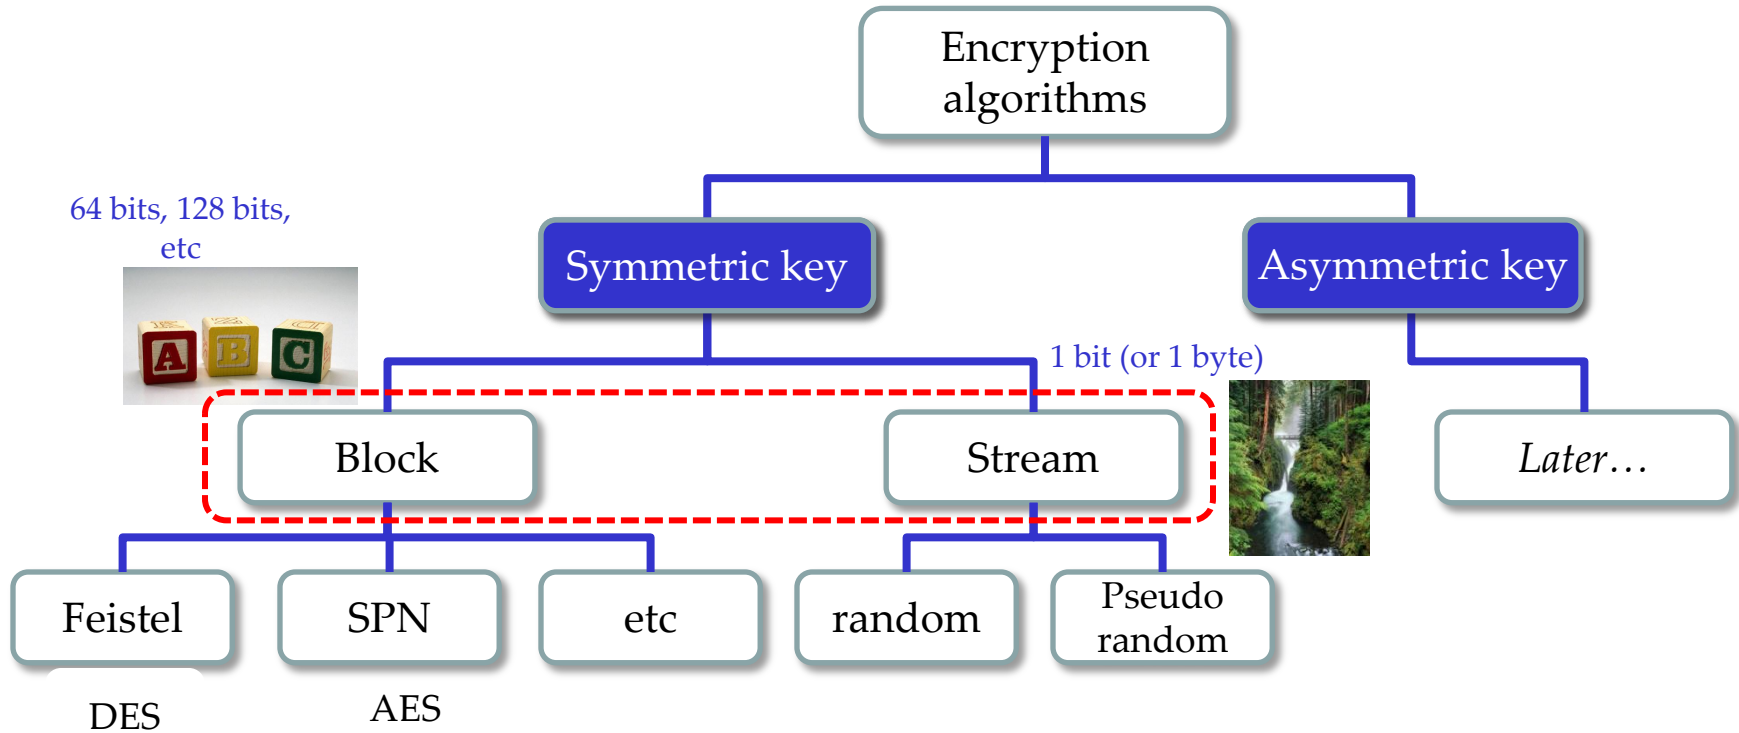 Encryption
algorithms
64 bits, 128 bits,
etc
Symmetric key
Asymmetric key
1 bit (or 1 byte)
A B C
Block
Stream
Later…
Feistel
SPN
etc
random
Pseudo
random
DES
AES